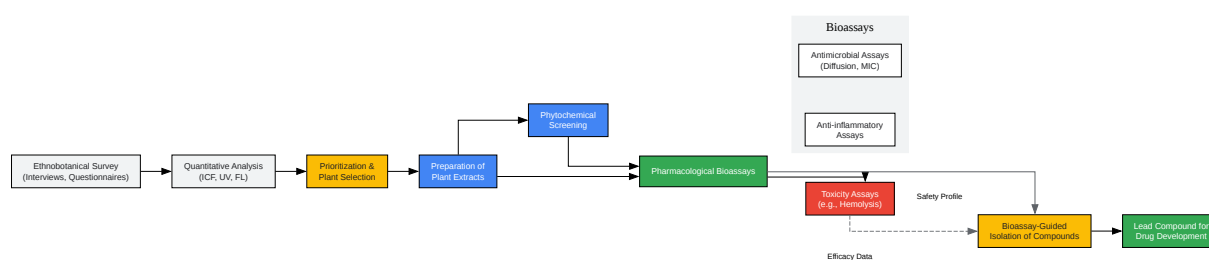 Bioassays
Antimicrobial Assays
(Diffusion, MIC)
Anti-inflammatory
Assays
Phytochemical
Screening
Ethnobotanical Survey
(Interviews, Questionnaires)
Quantitative Analysis
(ICF, UV, FL)
Prioritization &
Plant Selection
Preparation of
Plant Extracts
Pharmacological Bioassays
Toxicity Assays
(e.g., Hemolysis)
Safety Profile
Bioassay-Guided
Isolation of Compounds
Lead Compound for
Drug Development
Efficacy Data